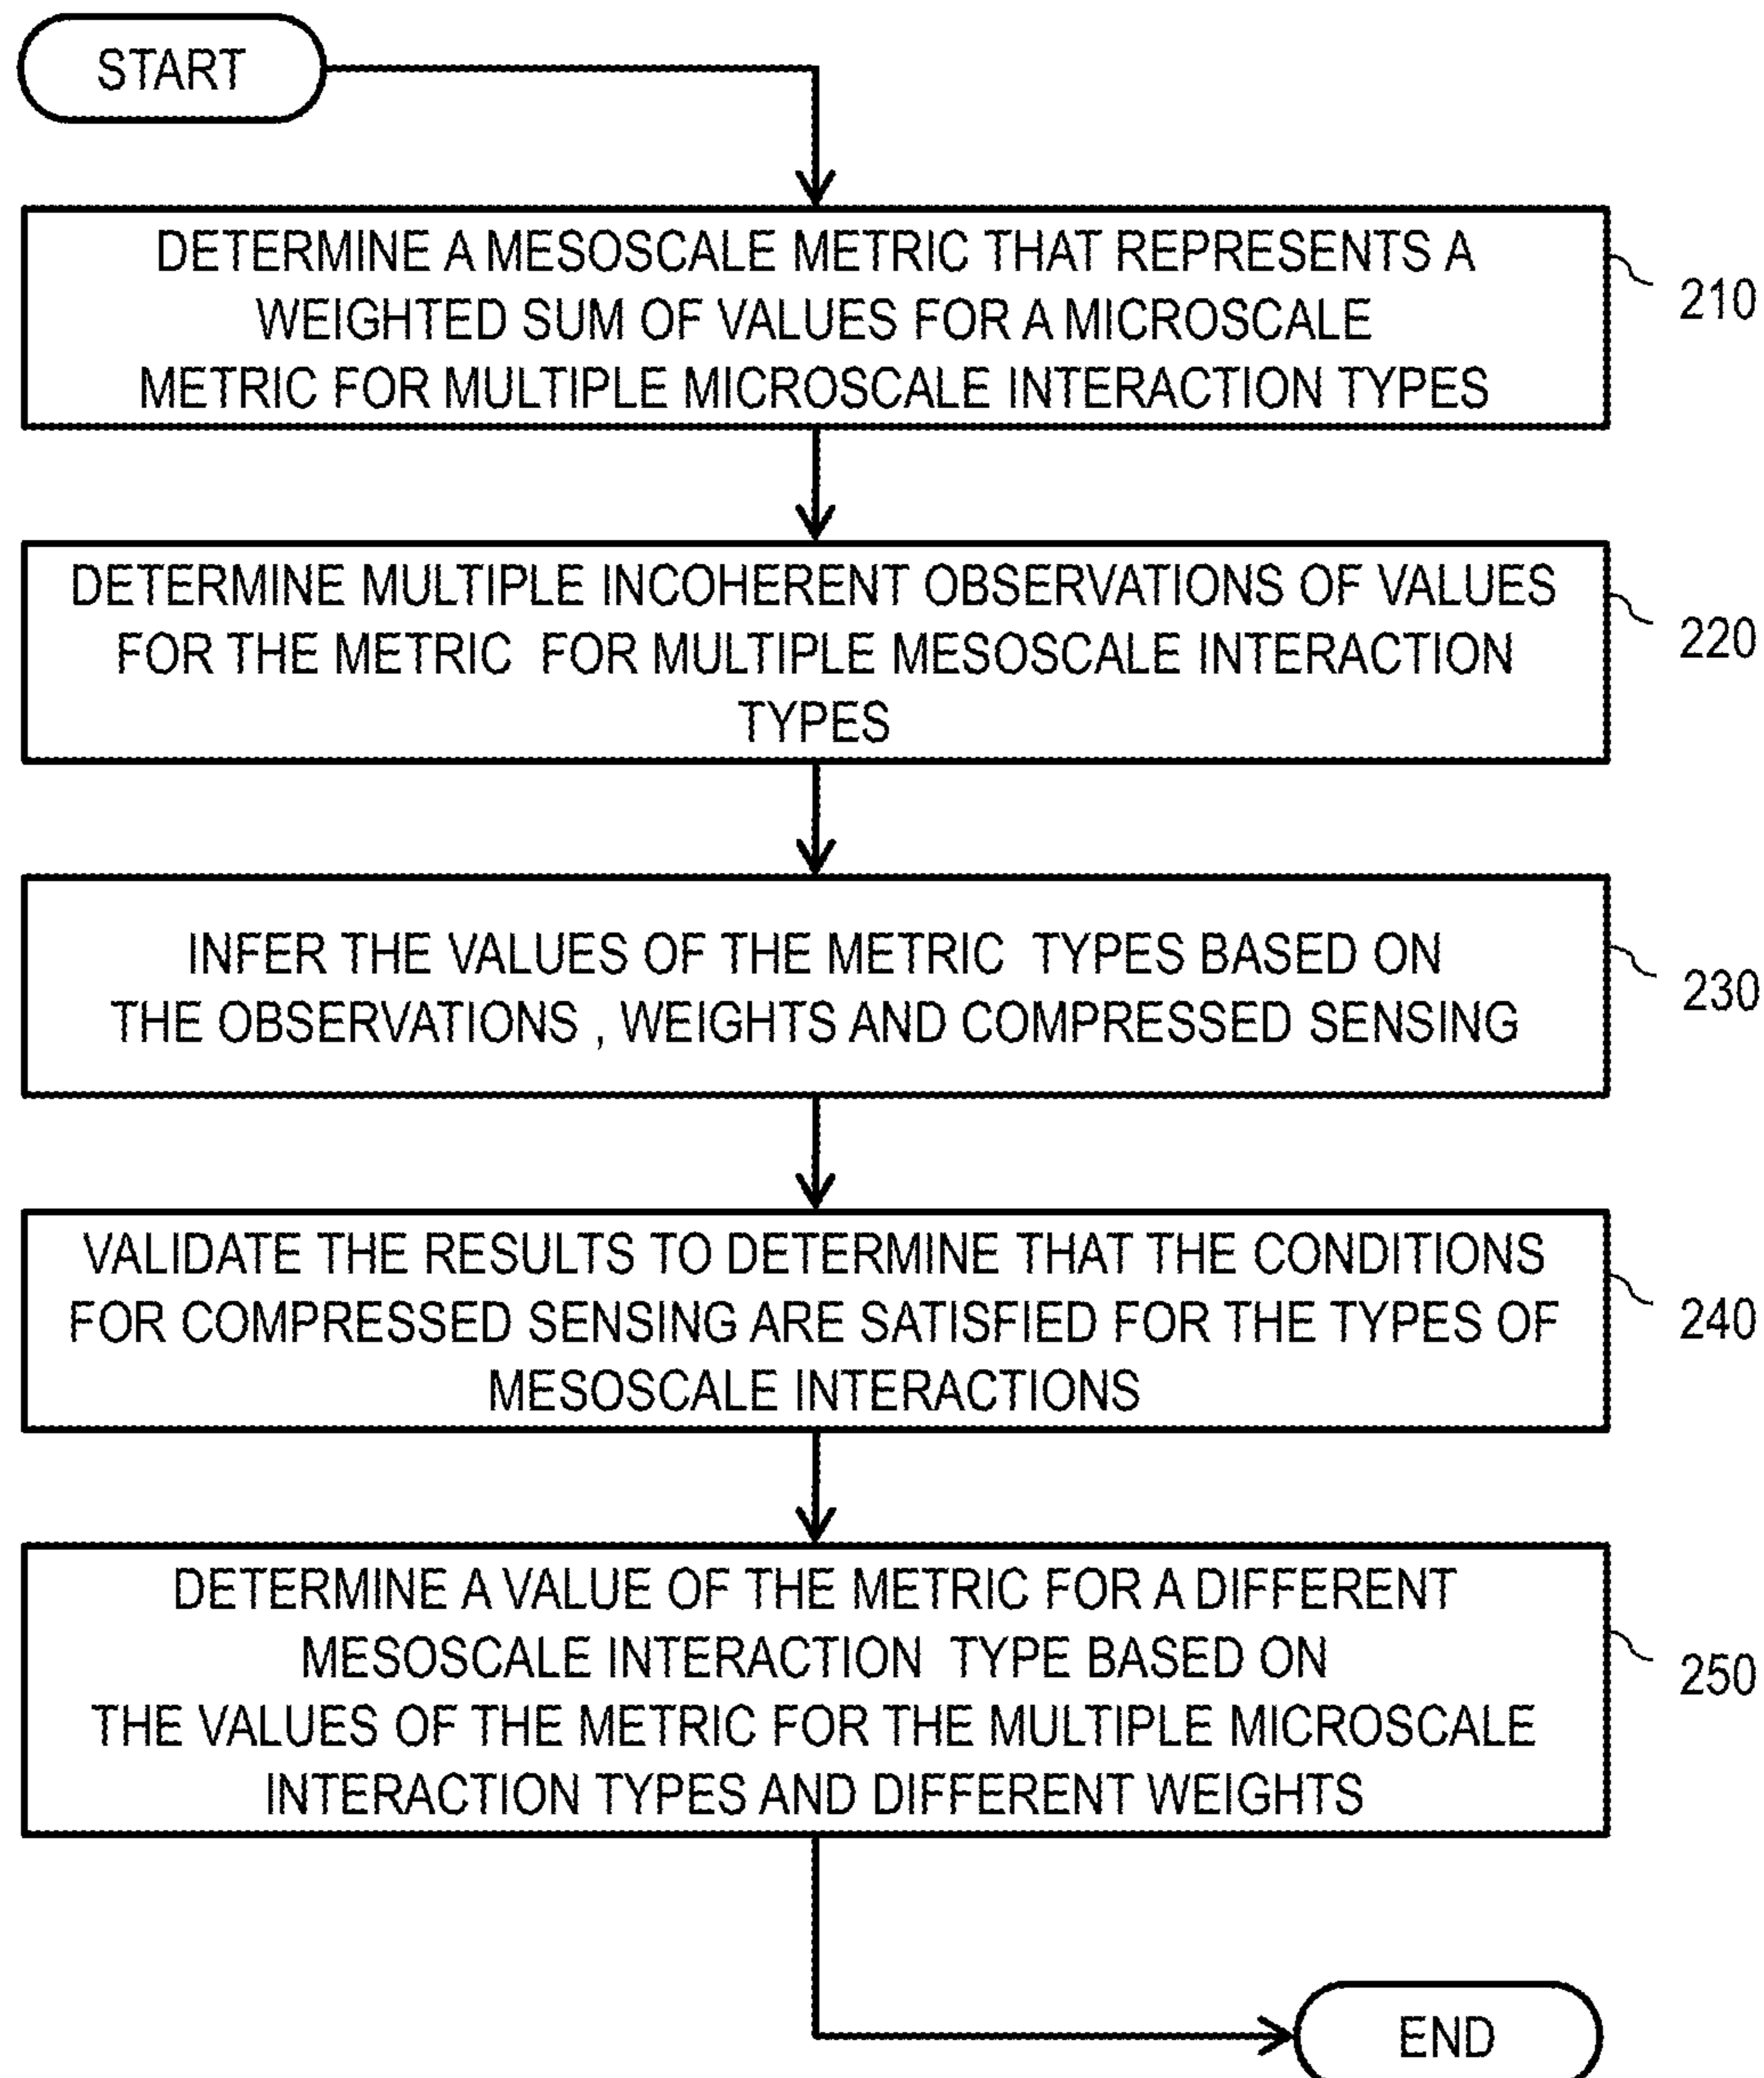 START
DETERMINE A MESOSCALE METRIC THAT REPRESENTS A
WEIGHTED SUM OF VALUES FOR A MICROSCALE
METRIC FOR MULTIPLE MICROSCALE INTERACTION TYPES
210
DETERMINE MULTIPLE INCOHERENT OBSERVATIONS OF VALUES
FOR THE METRIC FOR MULTIPLE MESOSCALE INTERACTION
TYPES
220
INFER THE VALUES OF THE METRIC TYPES BASED ON
THE OBSERVATIONS , WEIGHTS AND COMPRESSED SENSING
230
VALIDATE THE RESULTS TO DETERMINE THAT THE CONDITIONS
FOR COMPRESSED SENSING ARE SATISFIED FOR THE TYPES OF
MESOSCALE INTERACTIONS
240
DETERMINE A VALUE OF THE METRIC FOR A DIFFERENT
MESOSCALE INTERACTION TYPE BASED ON
THE VALUES OF THE METRIC FOR THE MULTIPLE MICROSCALE
INTERACTION TYPES AND DIFFERENT WEIGHTS
250
END